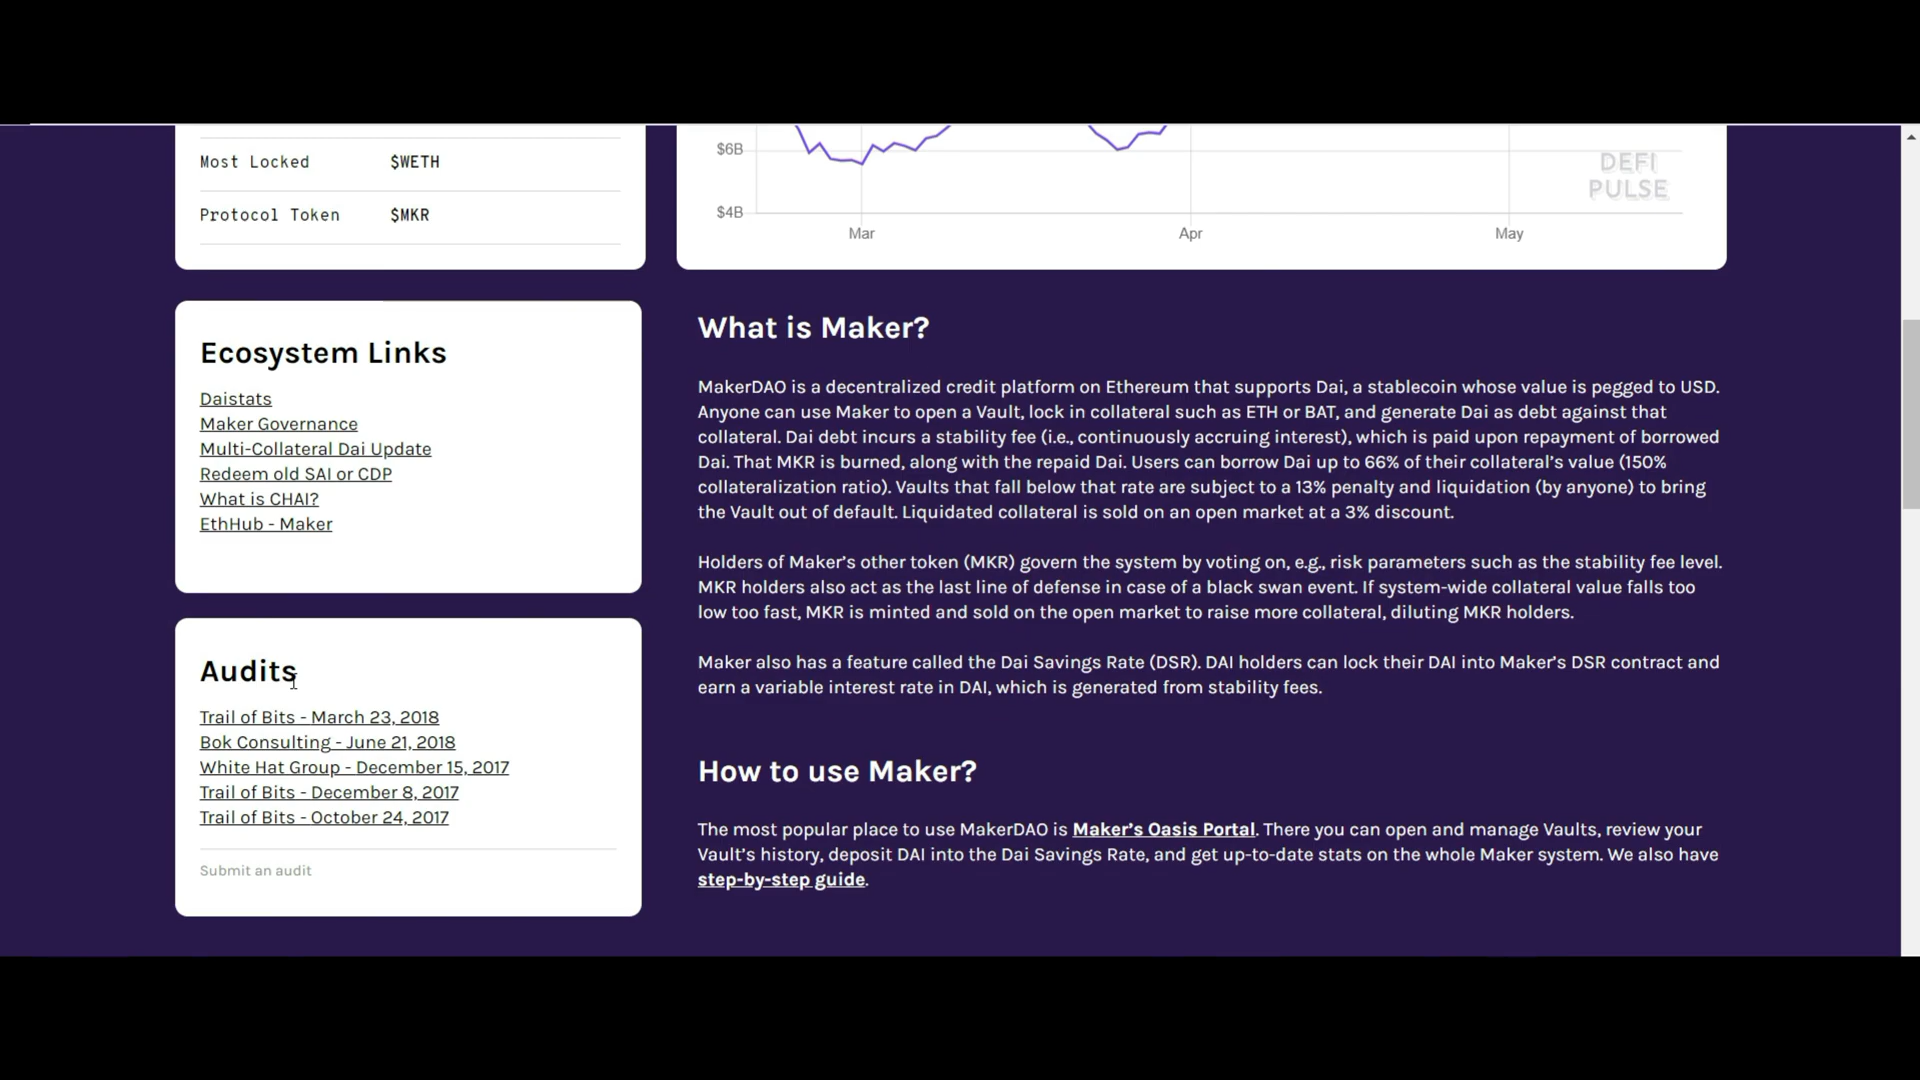 Most Locked $WETH
Protocol Token $MKR
$6B
$4B
Mar Apr May
DEFI
PULSE
Ecosystem Links
Daistats
Maker Governance
Multi-Collateral Dai Update
Redeem old SAI or CDP
What is CHAI?
EthHub - Maker
Audits
Trail of Bits - March 23, 2018
Bok Consulting - June 21, 2018
White Hat Group - December 15, 2017
Trail of Bits - December 8, 2017
Trail of Bits - October 24, 2017
Submit an audit
What is Maker?
MakerDAO is a decentralized credit platform on Ethereum that supports Dai, a stablecoin whose value is pegged to USD.
Anyone can use Maker to open a Vault, lock in collateral such as ETH or BAT, and generate Dai as debt against that
collateral. Dai debt incurs a stability fee (i.e., continuously accruing interest), which is paid upon repayment of borrowed
Dai. That MKR is burned, along with the repaid Dai. Users can borrow Dai up to 66% of their collateral's value (150%
collateralization ratio). Vaults that fall below that rate are subject to a 13% penalty and liquidation (by anyone) to bring
the Vault out of default. Liquidated collateral is sold on an open market at a 3% discount.
Holders of Maker's other token (MKR) govern the system by voting on, e.g., risk parameters such as the stability fee level.
MKR holders also act as the last line of defense in case of a black swan event. If system-wide collateral value falls too
low too fast, MKR is minted and sold on the open market to raise more collateral, diluting MKR holders.
Maker also has a feature called the Dai Savings Rate (DSR). DAI holders can lock their DAI into Maker's DSR contract and
earn a variable interest rate in DAI, which is generated from stability fees.
How to use Maker?
The most popular place to use MakerDAO is Maker's Oasis Portal. There you can open and manage Vaults, review your
Vault's history, deposit DAI into the Dai Savings Rate, and get up-to-date stats on the whole Maker system. We also have
step-by-step guide.